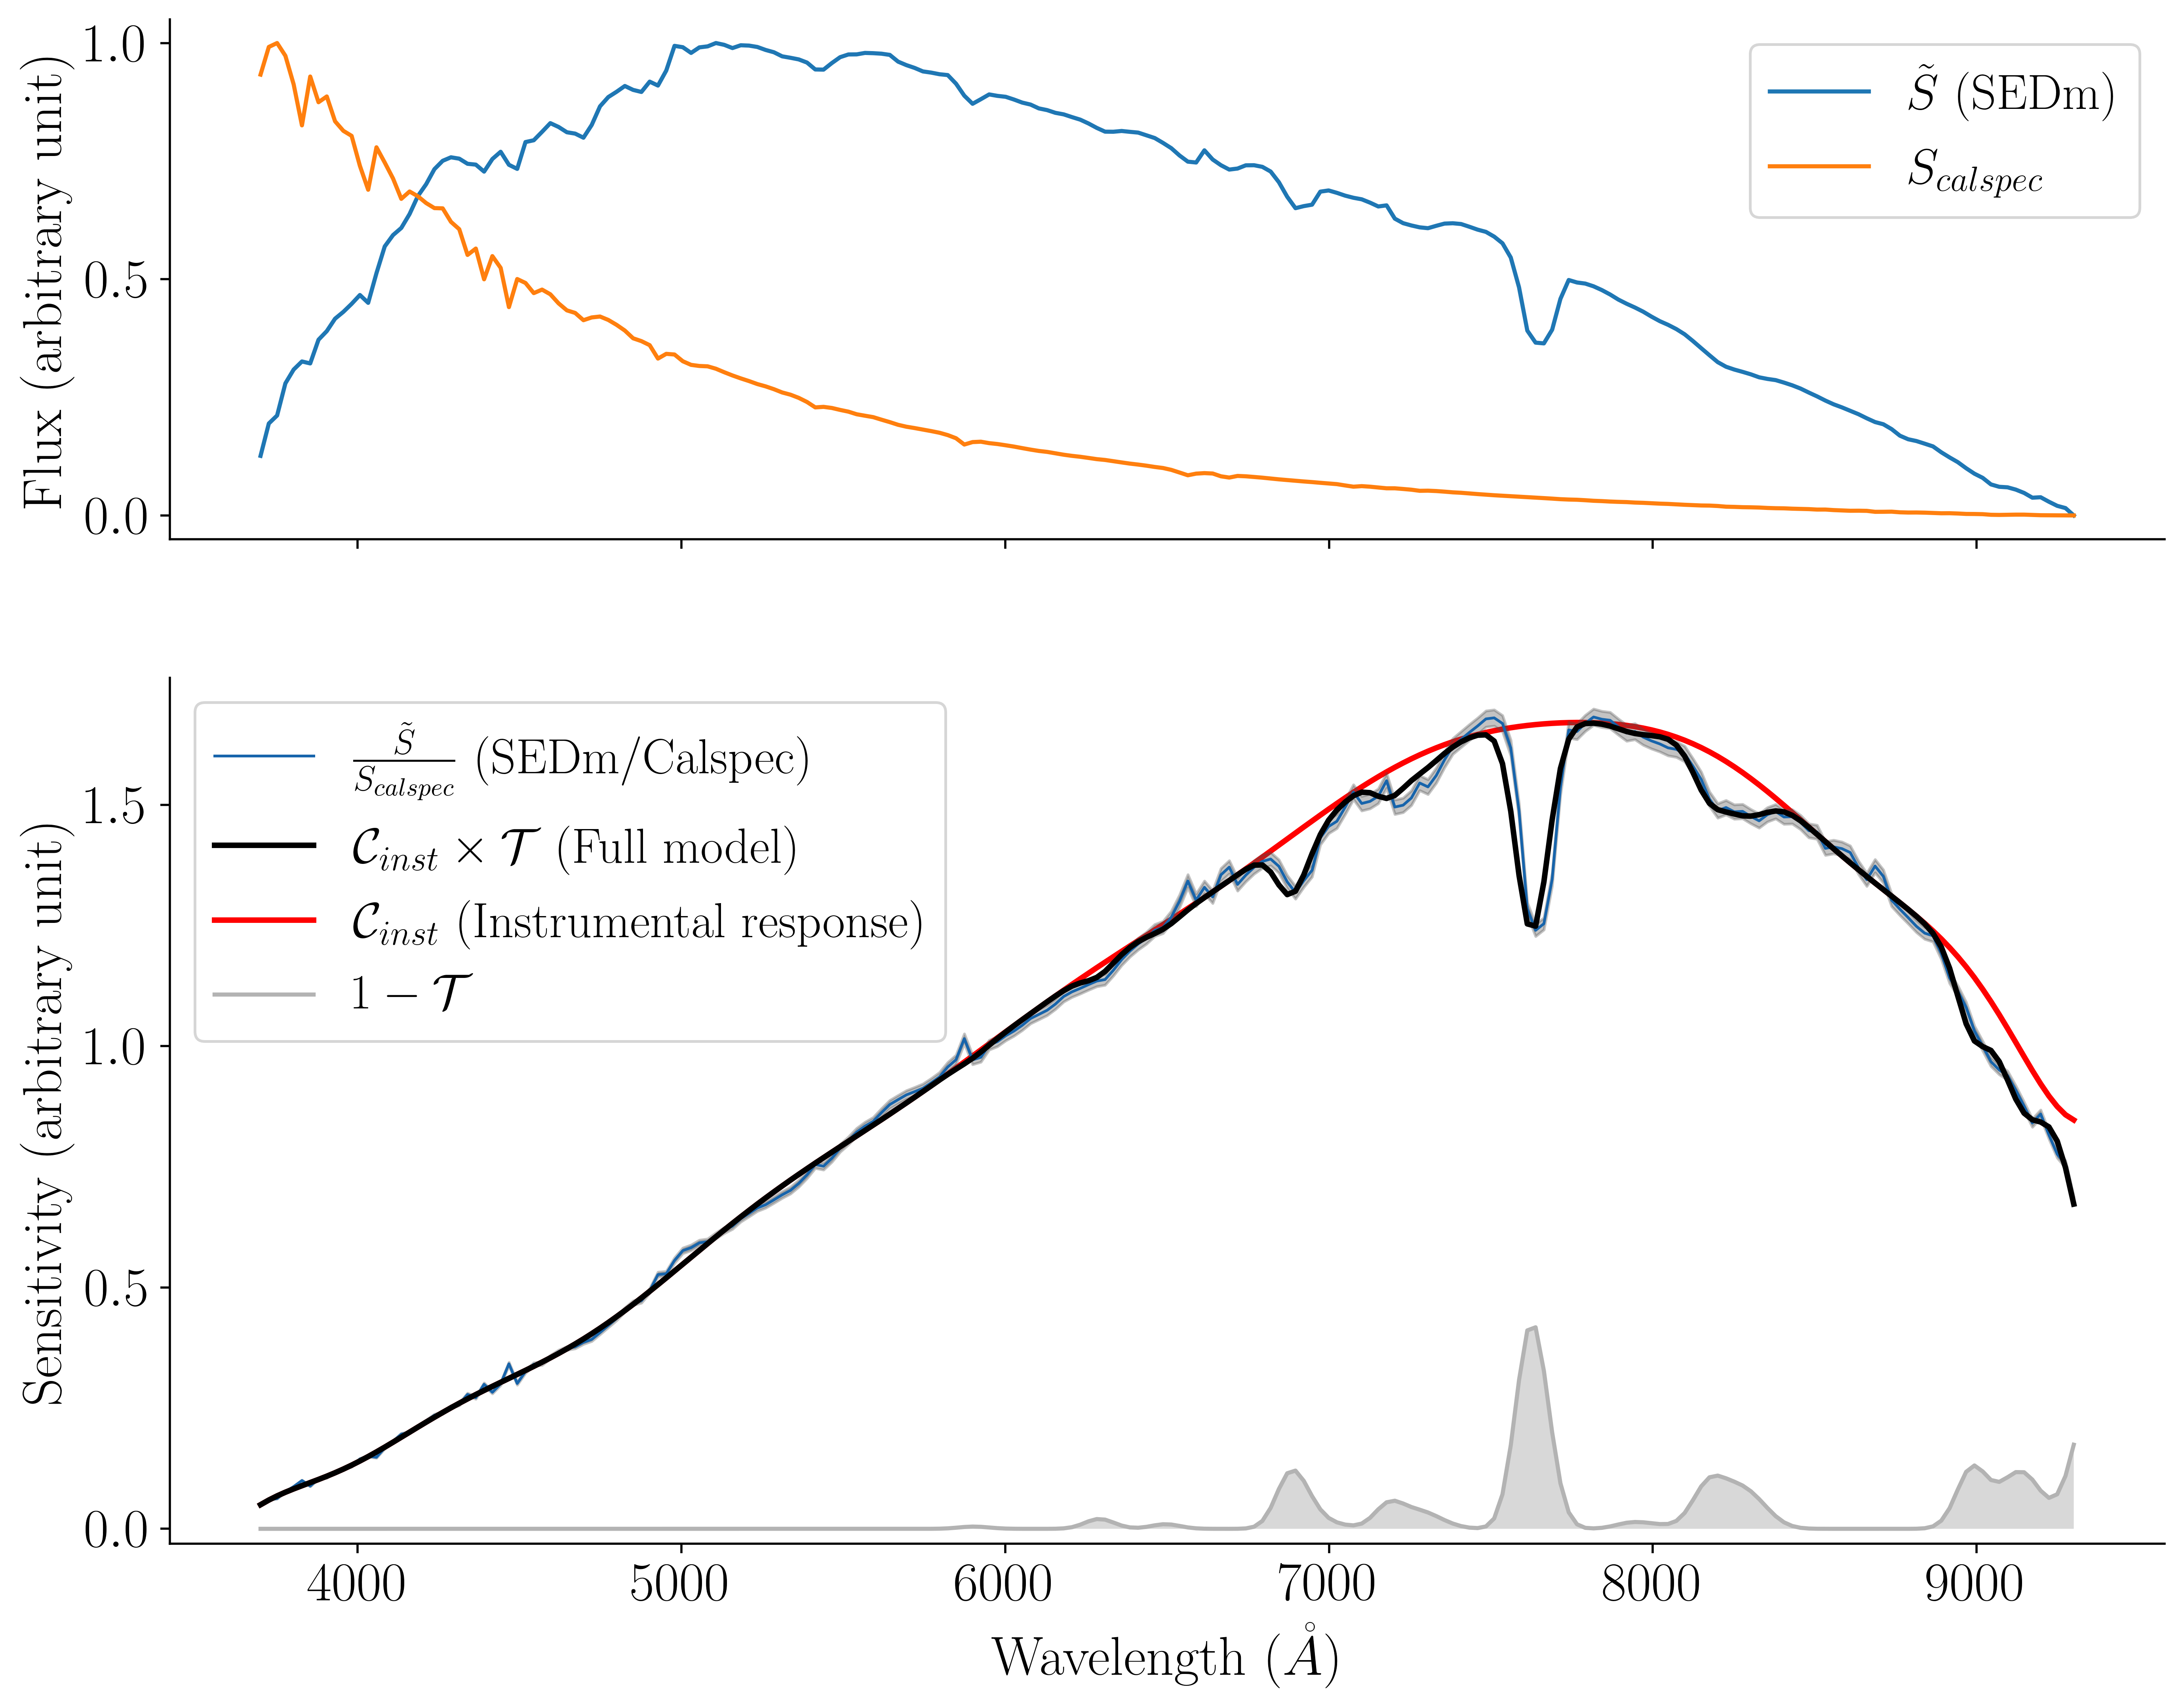 1.0
0.5
0.0
Flux (arbitrary unit)
S̃ (SEDm)
S_calspec
S̃/S_calspec (SEDm/Calspec)
𝒞_inst × 𝒯 (Full model)
𝒞_inst (Instrumental response)
1 − 𝒯
1.5
1.0
0.5
0.0
Sensitivity (arbitrary unit)
4000 5000 6000 7000 8000 9000
Wavelength (Å)